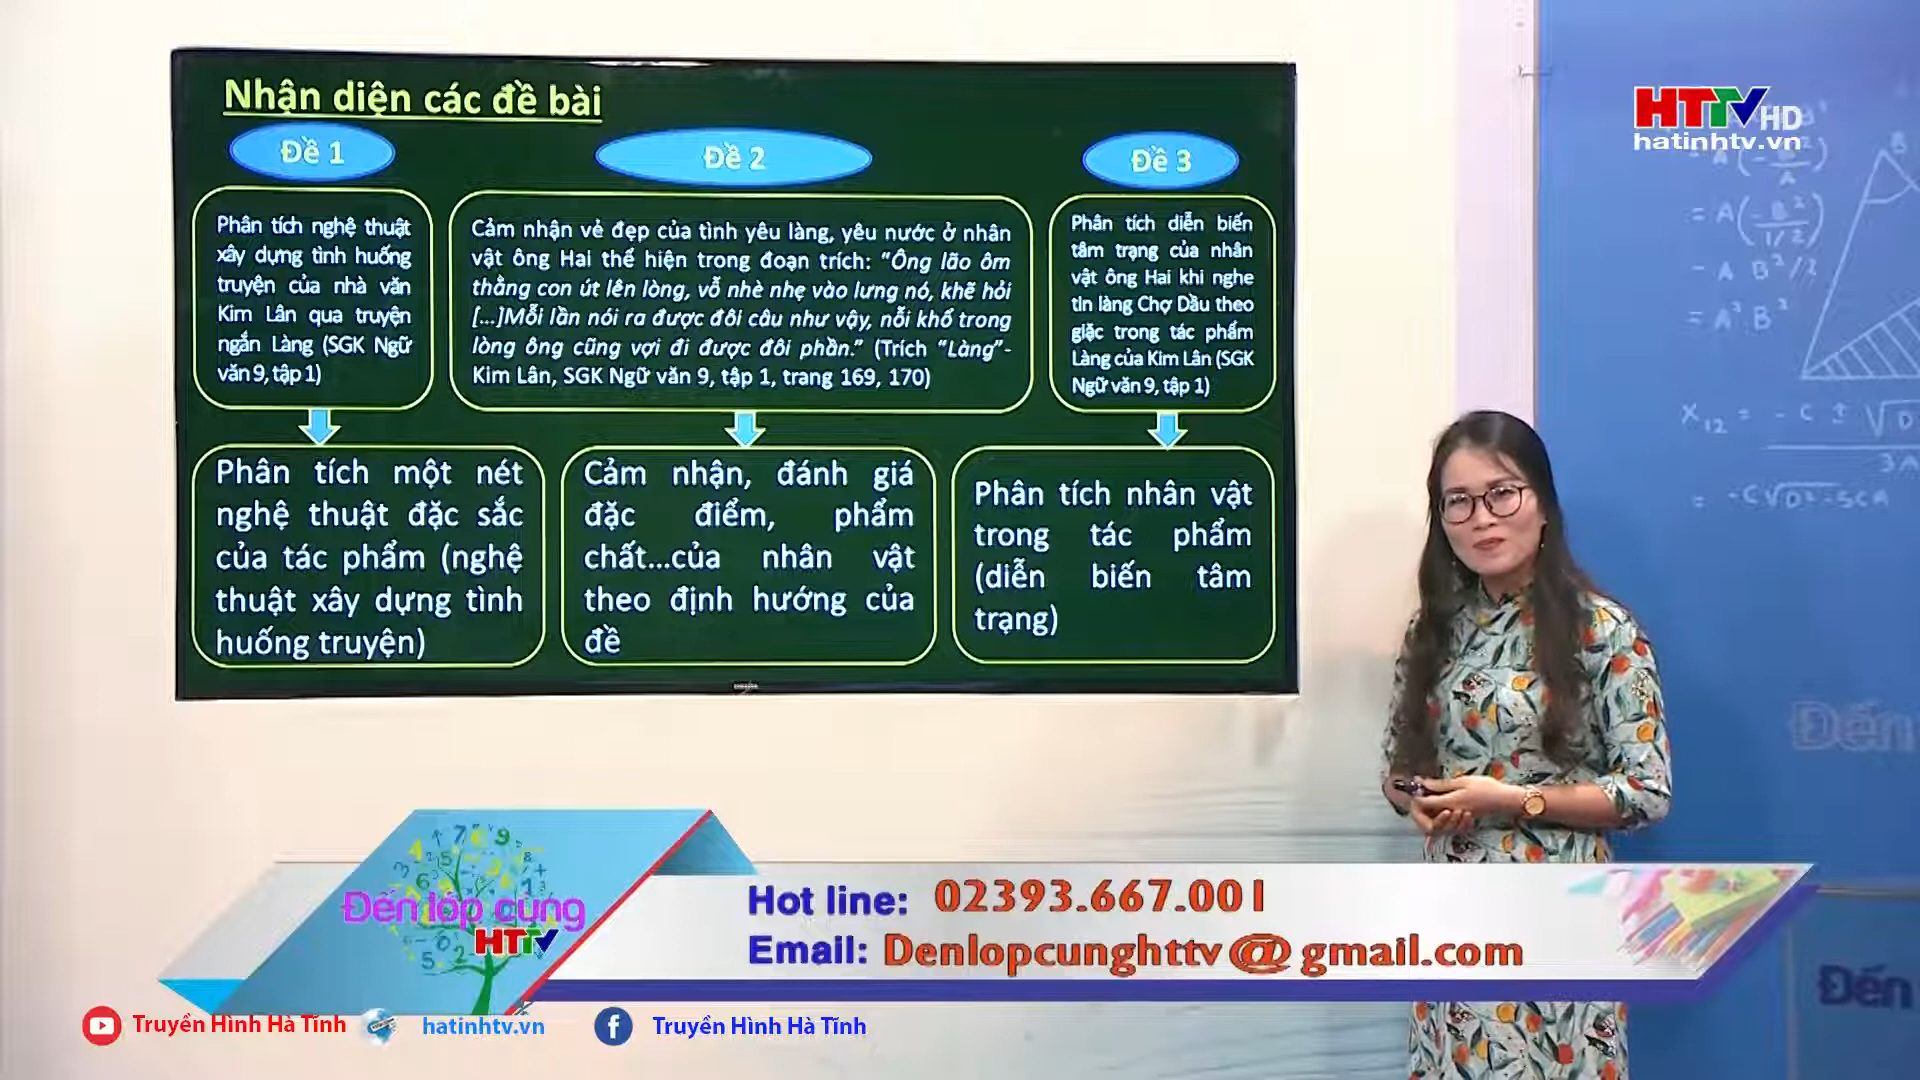 Nhận diện các đề bài
Đề 1
Đề 2
Đề 3
Phân tích nghệ thuật
xây dựng tình huống
truyện của nhà văn
Kim Lân qua truyện
ngắn Làng (SGK Ngữ
văn 9, tập 1)
Cảm nhận vẻ đẹp của tình yêu làng, yêu nước ở nhân
vật ông Hai thể hiện trong đoạn trích: “Ông lão ôm
thằng con út lên lòng, vỗ nhè nhẹ vào lưng nó, khẽ hỏi
[...]Mỗi lần nói ra được đôi câu như vậy, nỗi khổ trong
lòng ông cũng vợi đi được đôi phần.” (Trích “Làng”-
Kim Lân, SGK Ngữ văn 9, tập 1, trang 169, 170)
Phân tích diễn biến
tâm trạng của nhân
vật ông Hai khi nghe
tin làng Chợ Dầu theo
giặc trong tác phẩm
Làng của Kim Lân (SGK
Ngữ văn 9, tập 1)
Phân tích một nét
nghệ thuật đặc sắc
của tác phẩm (nghệ
thuật xây dựng tình
huống truyện)
Cảm nhận, đánh giá
đặc điểm, phẩm
chất...của nhân vật
theo định hướng của
đề
Phân tích nhân vật
trong tác phẩm
(diễn biến tâm
trạng)
HTTV HD
hatinhtv.vn
Đến
Đến
Đến lớp cùng
HTTV
Hot line: 02393.667.001
Email: Denlopcunghttv@gmail.com
Truyền Hình Hà Tĩnh
hatinhtv.vn
Truyền Hình Hà Tĩnh